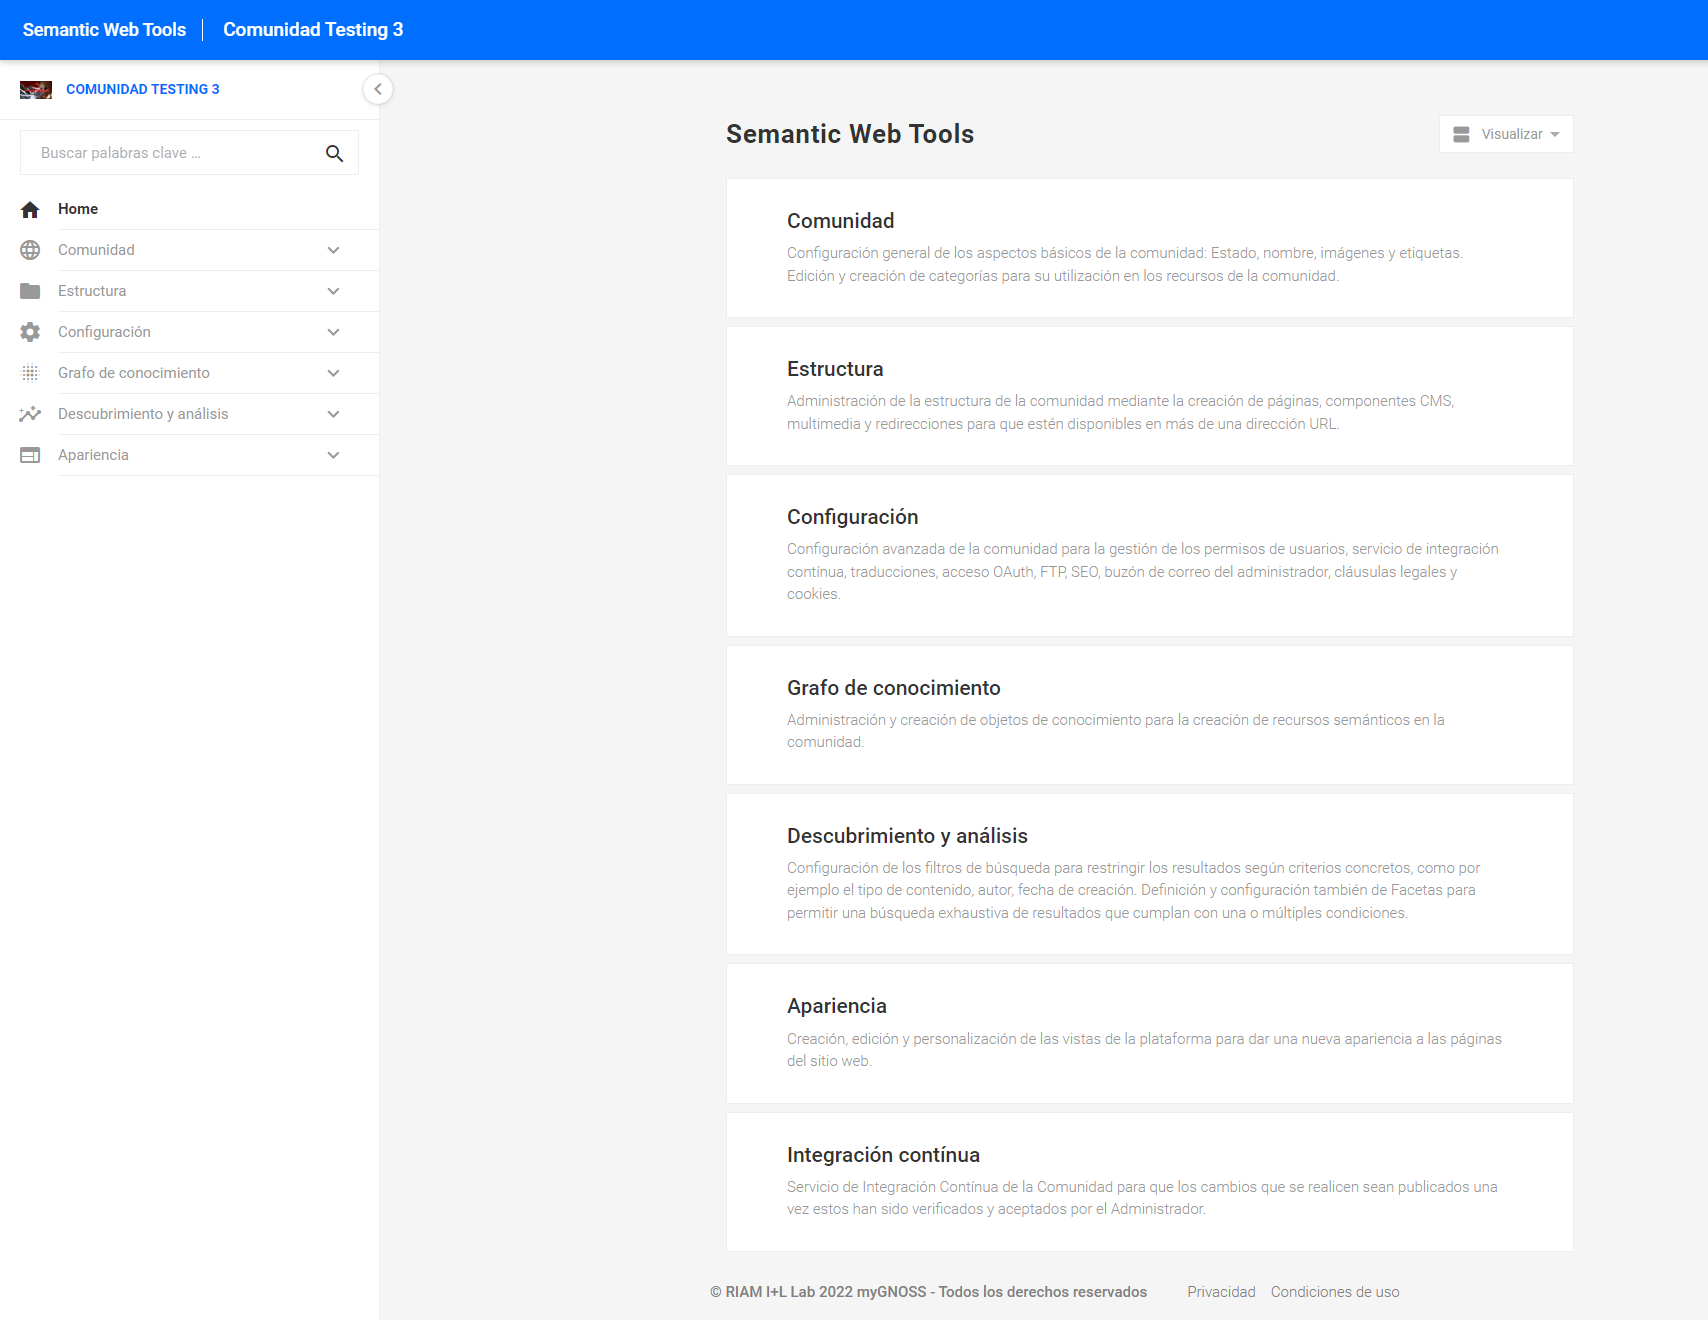 Semantic Web Tools
Comunidad Testing 3
COMUNIDAD TESTING 3
Buscar palabras clave ...
Home
Comunidad
Estructura
Configuración
Grafo de conocimiento
Descubrimiento y análisis
Apariencia
Semantic Web Tools
Visualizar
Comunidad
Configuración general de los aspectos básicos de la comunidad: Estado, nombre, imágenes y etiquetas.
Edición y creación de categorías para su utilización en los recursos de la comunidad.
Estructura
Administración de la estructura de la comunidad mediante la creación de páginas, componentes CMS,
multimedia y redirecciones para que estén disponibles en más de una dirección URL.
Configuración
Configuración avanzada de la comunidad para la gestión de los permisos de usuarios, servicio de integración
contínua, traducciones, acceso OAuth, FTP, SEO, buzón de correo del administrador, cláusulas legales y
cookies.
Grafo de conocimiento
Administración y creación de objetos de conocimiento para la creación de recursos semánticos en la
comunidad.
Descubrimiento y análisis
Configuración de los filtros de búsqueda para restringir los resultados según criterios concretos, como por
ejemplo el tipo de contenido, autor, fecha de creación. Definición y configuración también de Facetas para
permitir una búsqueda exhaustiva de resultados que cumplan con una o múltiples condiciones.
Apariencia
Creación, edición y personalización de las vistas de la plataforma para dar una nueva apariencia a las páginas
del sitio web.
Integración contínua
Servicio de Integración Contínua de la Comunidad para que los cambios que se realicen sean publicados una
vez estos han sido verificados y aceptados por el Administrador.
© RIAM I+L Lab 2022 myGNOSS - Todos los derechos reservados
Privacidad
Condiciones de uso